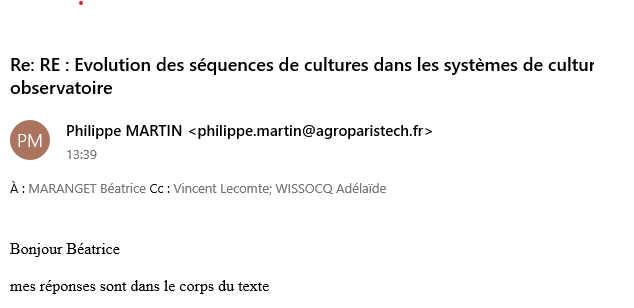 Re: RE : Evolution des séquences de cultures dans les systèmes de cultur
observatoire
PM
Philippe MARTIN <philippe.martin@agroparistech.fr>
13:39
À : MARANGET Béatrice Cc : Vincent Lecomte; WISSOCQ Adélaïde
Bonjour Béatrice
mes réponses sont dans le corps du texte